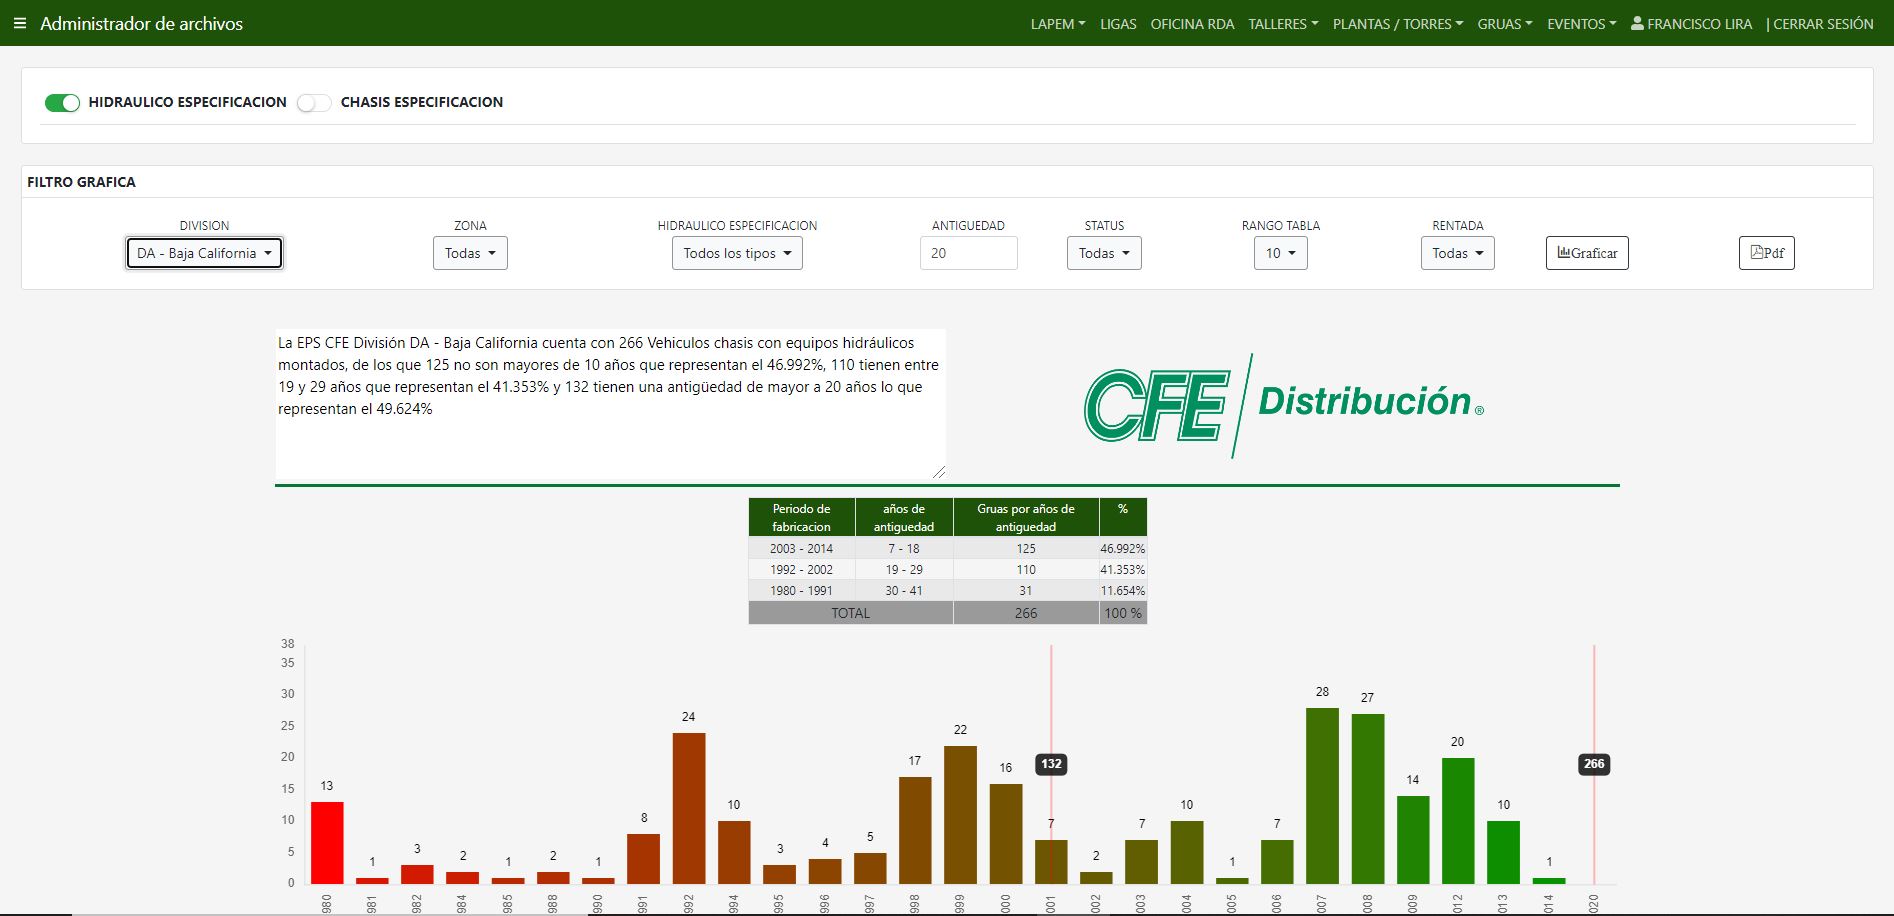 Administrador de archivos
LAPEM LIGAS OFICINA RDA TALLERES PLANTAS / TORRES GRUAS EVENTOS FRANCISCO LIRA | CERRAR SESIÓN
HIDRAULICO ESPECIFICACION CHASIS ESPECIFICACION
FILTRO GRAFICA
DIVISION ZONA HIDRAULICO ESPECIFICACION ANTIGUEDAD STATUS RANGO TABLA RENTADA
DA - Baja California Todas Todos los tipos 20 Todas 10 Todas Graficar Pdf
La EPS CFE División DA - Baja California cuenta con 266 Vehiculos chasis con equipos hidráulicos
montados, de los que 125 no son mayores de 10 años que representan el 46.992%, 110 tienen entre
19 y 29 años que representan el 41.353% y 132 tienen una antigüedad de mayor a 20 años lo que
representan el 49.624%
CFE Distribución®
Periodo de fabricacion años de antiguedad Gruas por años de antiguedad %
2003 - 2014 7 - 18 125 46.992%
1992 - 2002 19 - 29 110 41.353%
1980 - 1991 30 - 41 31 11.654%
TOTAL 266 100 %
38
35
30
25
20
15
10
5
0
13 1 3 2 1 2 1 8 24 10 3 4 5 17 22 16 7 2 7 10 1 7 28 27 14 20 10 1
132 266
980 981 982 984 985 988 990 991 992 994 995 996 997 998 999 000 001 002 003 004 005 006 007 008 009 012 013 014 020